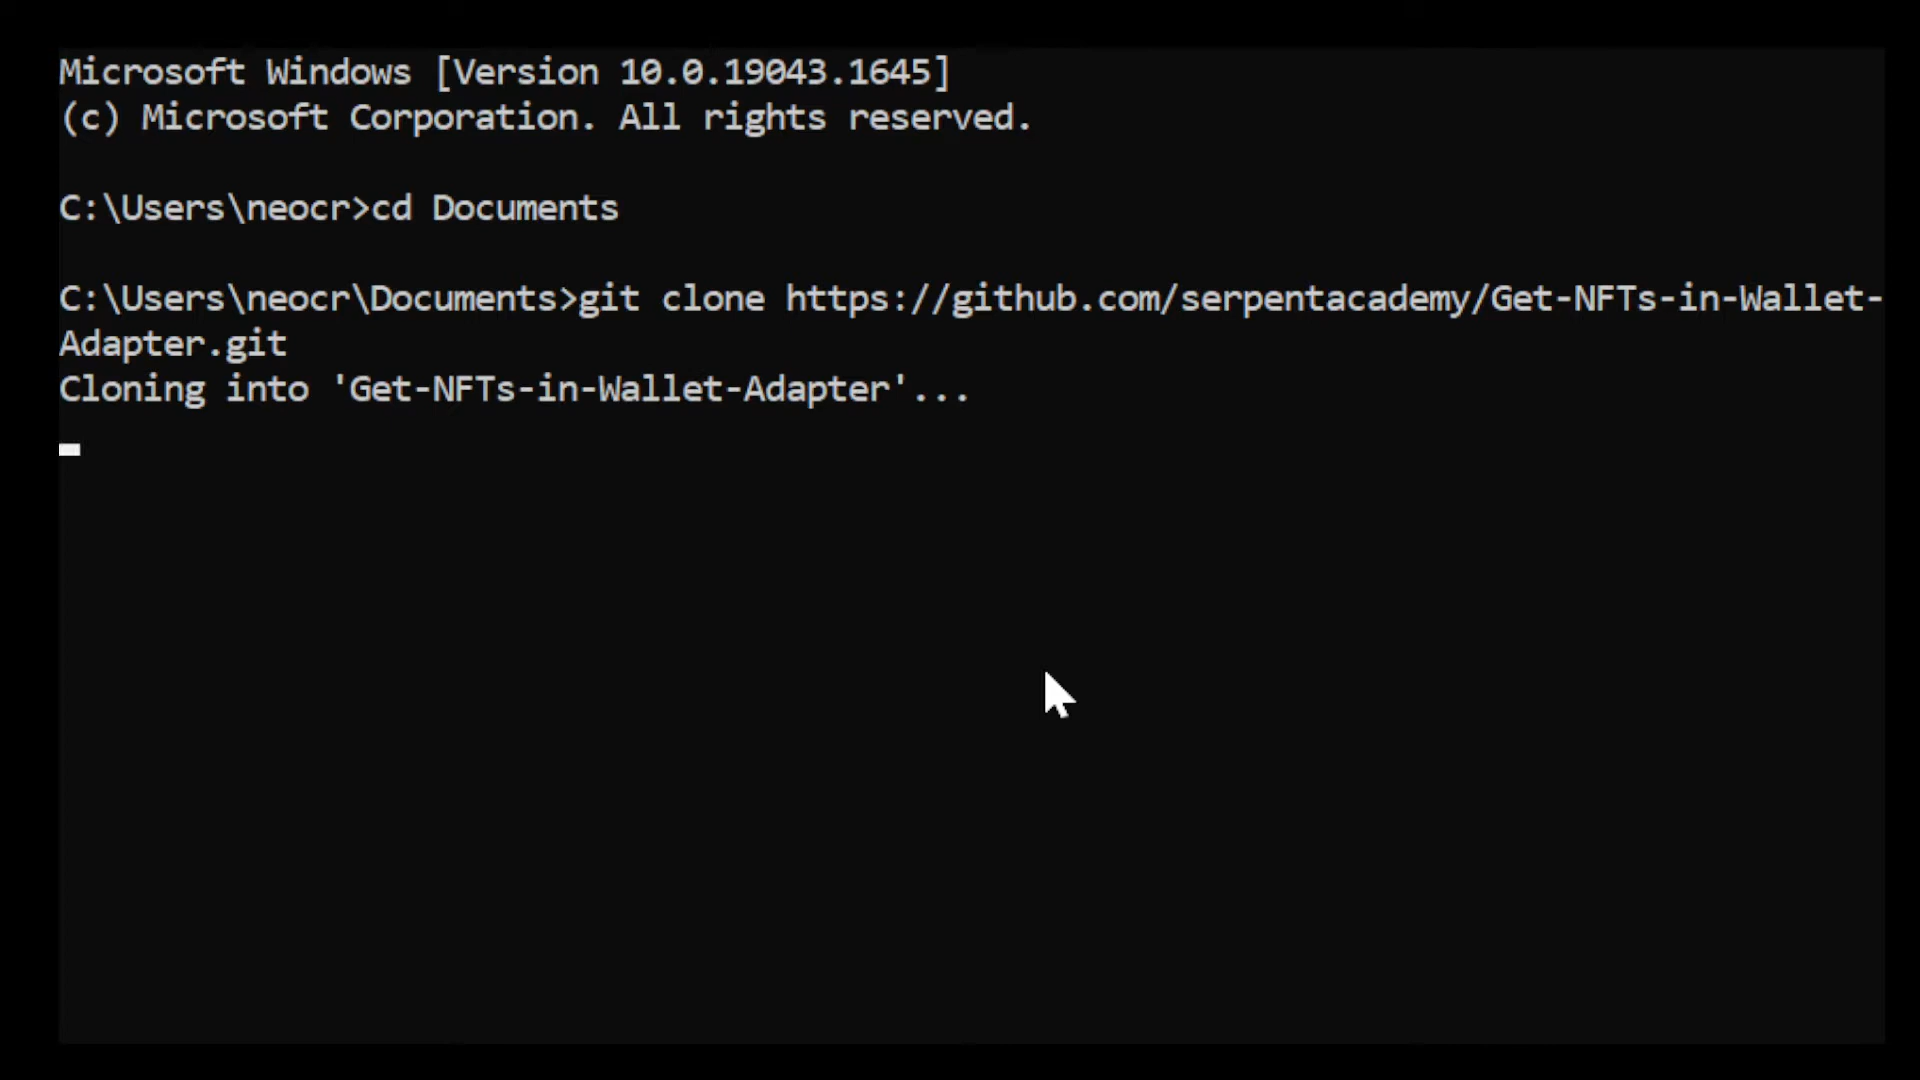 Microsoft Windows [Version 10.0.19043.1645]
(c) Microsoft Corporation. All rights reserved.
C:\Users\neocr>cd Documents
C:\Users\neocr\Documents>git clone https://github.com/serpentacademy/Get-NFTs-in-Wallet-
Adapter.git
Cloning into 'Get-NFTs-in-Wallet-Adapter'...